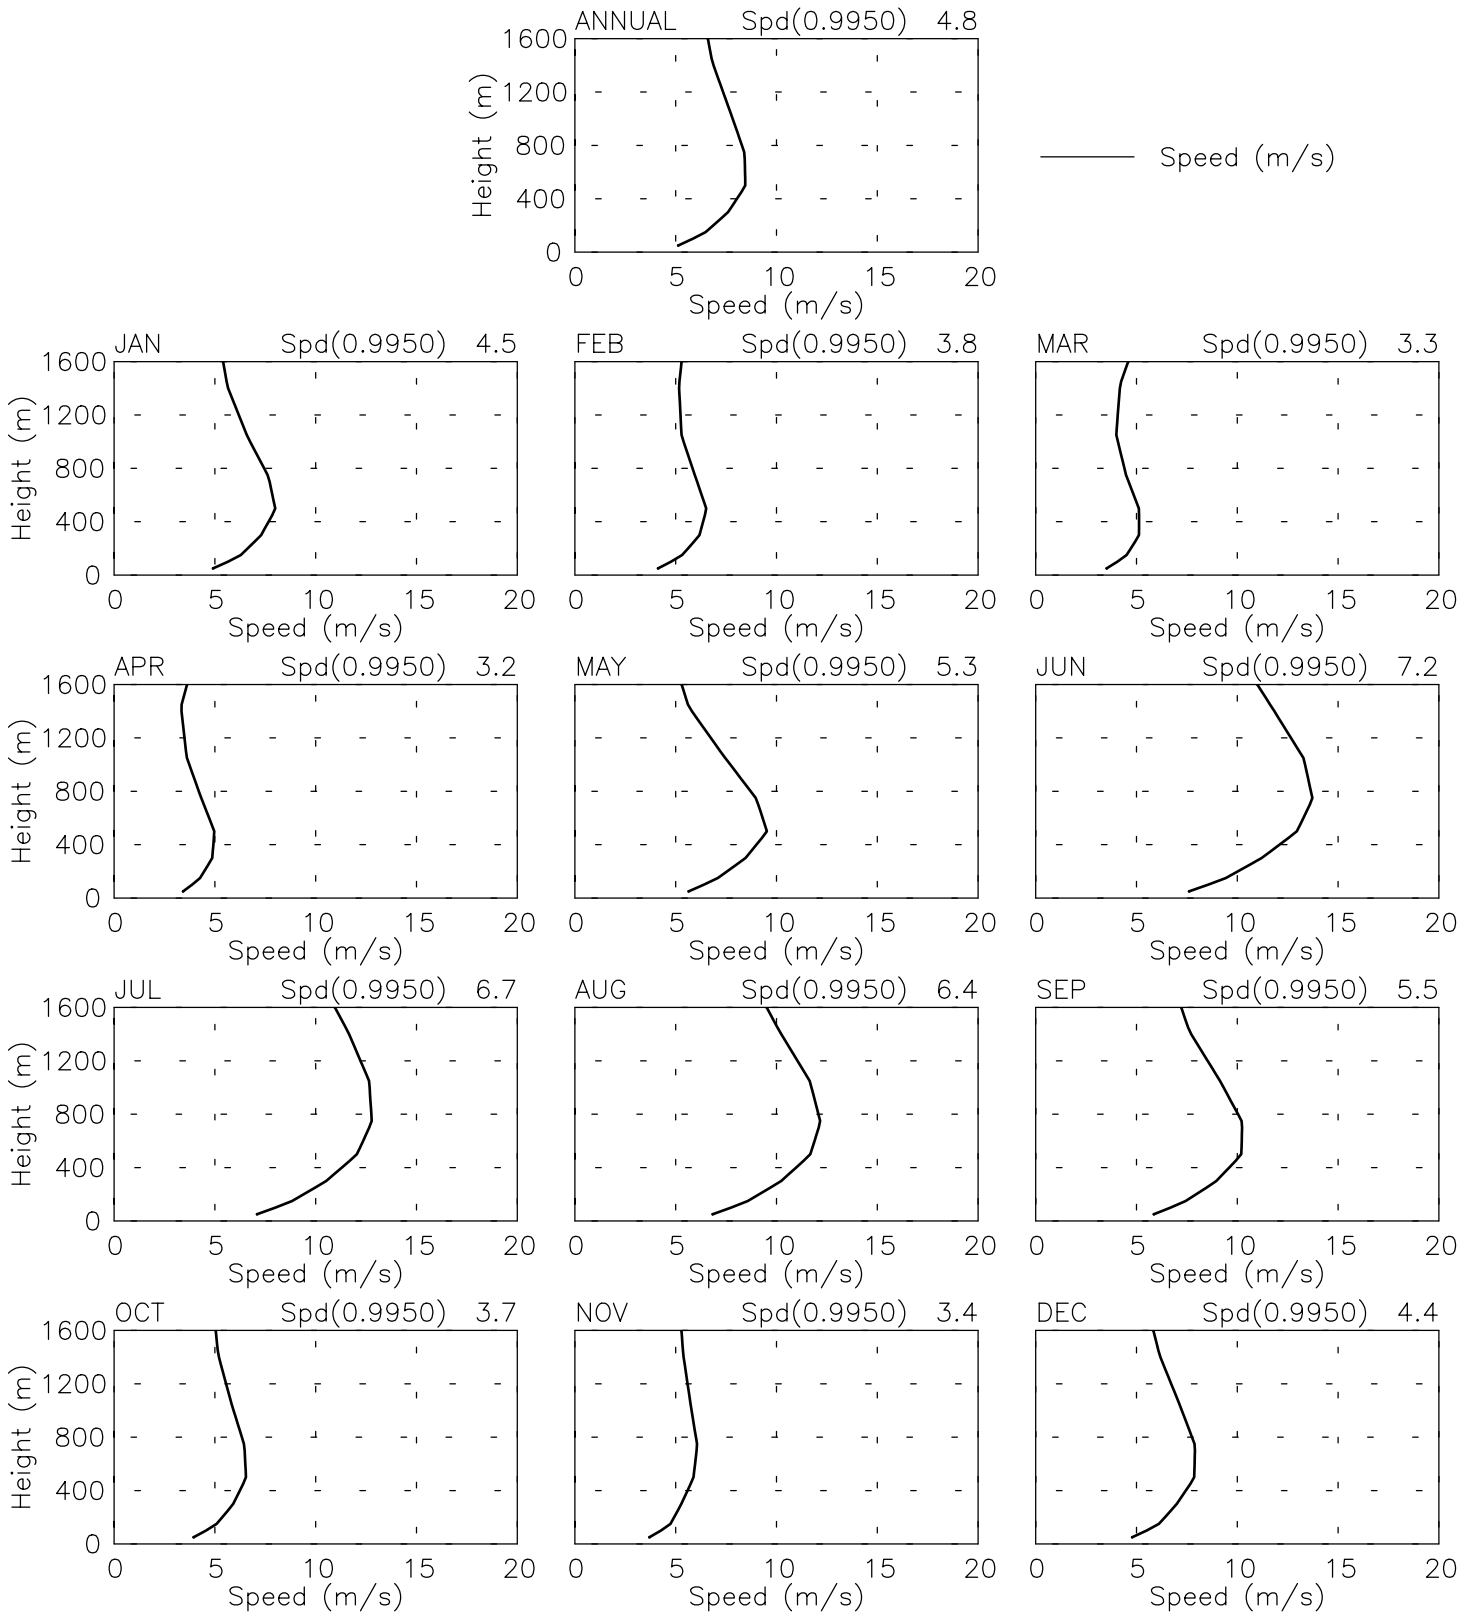 ANNUAL Spd(0.9950) 4.8
1600
1200
800
400
0
Height (m)
0 5 10 15 20
Speed (m/s)
Speed (m/s)
JAN Spd(0.9950) 4.5
FEB Spd(0.9950) 3.8
MAR Spd(0.9950) 3.3
1600
1200
800
400
0
Height (m)
0 5 10 15 20
0 5 10 15 20
0 5 10 15 20
Speed (m/s)
Speed (m/s)
Speed (m/s)
APR Spd(0.9950) 3.2
MAY Spd(0.9950) 5.3
JUN Spd(0.9950) 7.2
1600
1200
800
400
0
Height (m)
0 5 10 15 20
0 5 10 15 20
0 5 10 15 20
Speed (m/s)
Speed (m/s)
Speed (m/s)
JUL Spd(0.9950) 6.7
AUG Spd(0.9950) 6.4
SEP Spd(0.9950) 5.5
1600
1200
800
400
0
Height (m)
0 5 10 15 20
0 5 10 15 20
0 5 10 15 20
Speed (m/s)
Speed (m/s)
Speed (m/s)
OCT Spd(0.9950) 3.7
NOV Spd(0.9950) 3.4
DEC Spd(0.9950) 4.4
1600
1200
800
400
0
Height (m)
0 5 10 15 20
0 5 10 15 20
0 5 10 15 20
Speed (m/s)
Speed (m/s)
Speed (m/s)